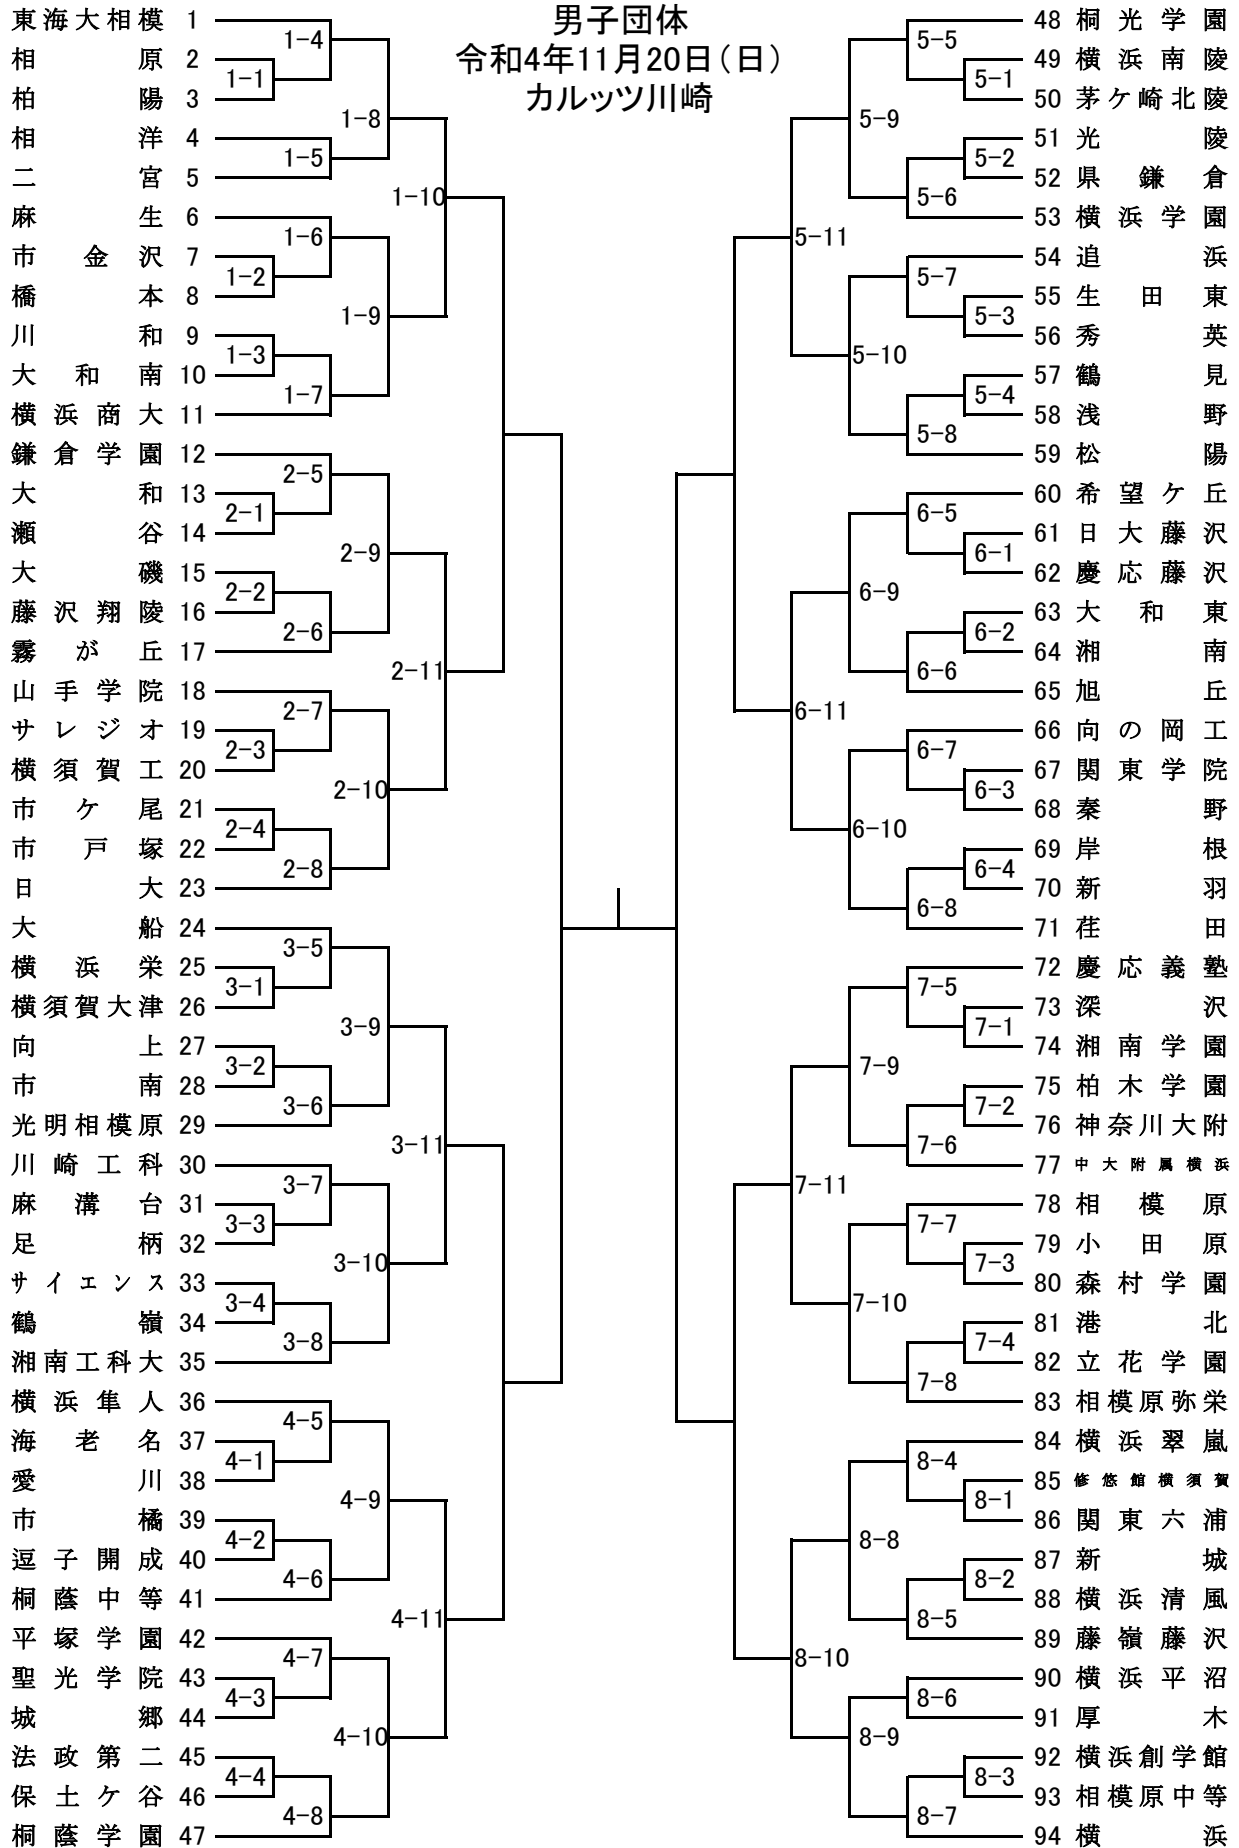 男子団体
令和4年11月20日（日）
カルッツ川崎
東海大相模 1
相原 2
柏陽 3
相洋 4
二宮 5
麻生 6
市金沢 7
橋本 8
川和 9
大和南 10
横浜商大 11
鎌倉学園 12
大和 13
瀬谷 14
大磯 15
藤沢翔陵 16
霧が丘 17
山手学院 18
サレジオ 19
横須賀工 20
市ケ尾 21
市戸塚 22
日大 23
大船 24
横浜栄 25
横須賀大津 26
向上 27
市南 28
光明相模原 29
川崎工科 30
麻溝台 31
足柄 32
サイエンス 33
鶴嶺 34
湘南工科大 35
横浜隼人 36
海老名 37
愛川 38
市橘 39
逗子開成 40
桐蔭中等 41
平塚学園 42
聖光学院 43
城郷 44
法政第二 45
保土ケ谷 46
桐蔭学園 47
1-4
1-1
1-8
1-5
1-10
1-6
1-2
1-9
1-3
1-7
2-5
2-1
2-9
2-2
2-6
2-11
2-7
2-3
2-10
2-4
2-8
3-5
3-1
3-9
3-2
3-6
3-11
3-7
3-3
3-10
3-4
3-8
4-5
4-1
4-9
4-2
4-6
4-11
4-7
4-3
4-10
4-4
4-8
5-5
5-1
5-9
5-2
5-6
5-11
5-7
5-3
5-10
5-4
5-8
6-5
6-1
6-9
6-2
6-6
6-11
6-7
6-3
6-10
6-4
6-8
7-5
7-1
7-9
7-2
7-6
7-11
7-7
7-3
7-10
7-4
7-8
8-4
8-1
8-8
8-2
8-5
8-10
8-6
8-9
8-3
8-7
48 桐光学園
49 横浜南陵
50 茅ケ崎北陵
51 光陵
52 県鎌倉
53 横浜学園
54 追浜
55 生田東
56 秀英
57 鶴見
58 浅野
59 松陽
60 希望ケ丘
61 日大藤沢
62 慶応藤沢
63 大和東
64 湘南
65 旭丘
66 向の岡工
67 関東学院
68 秦野
69 岸根
70 新羽
71 荏田
72 慶応義塾
73 深沢
74 湘南学園
75 柏木学園
76 神奈川大附
77 中大附属横浜
78 相模原
79 小田原
80 森村学園
81 港北
82 立花学園
83 相模原弥栄
84 横浜翠嵐
85 修悠館横須賀
86 関東六浦
87 新城
88 横浜清風
89 藤嶺藤沢
90 横浜平沼
91 厚木
92 横浜創学館
93 相模原中等
94 横浜